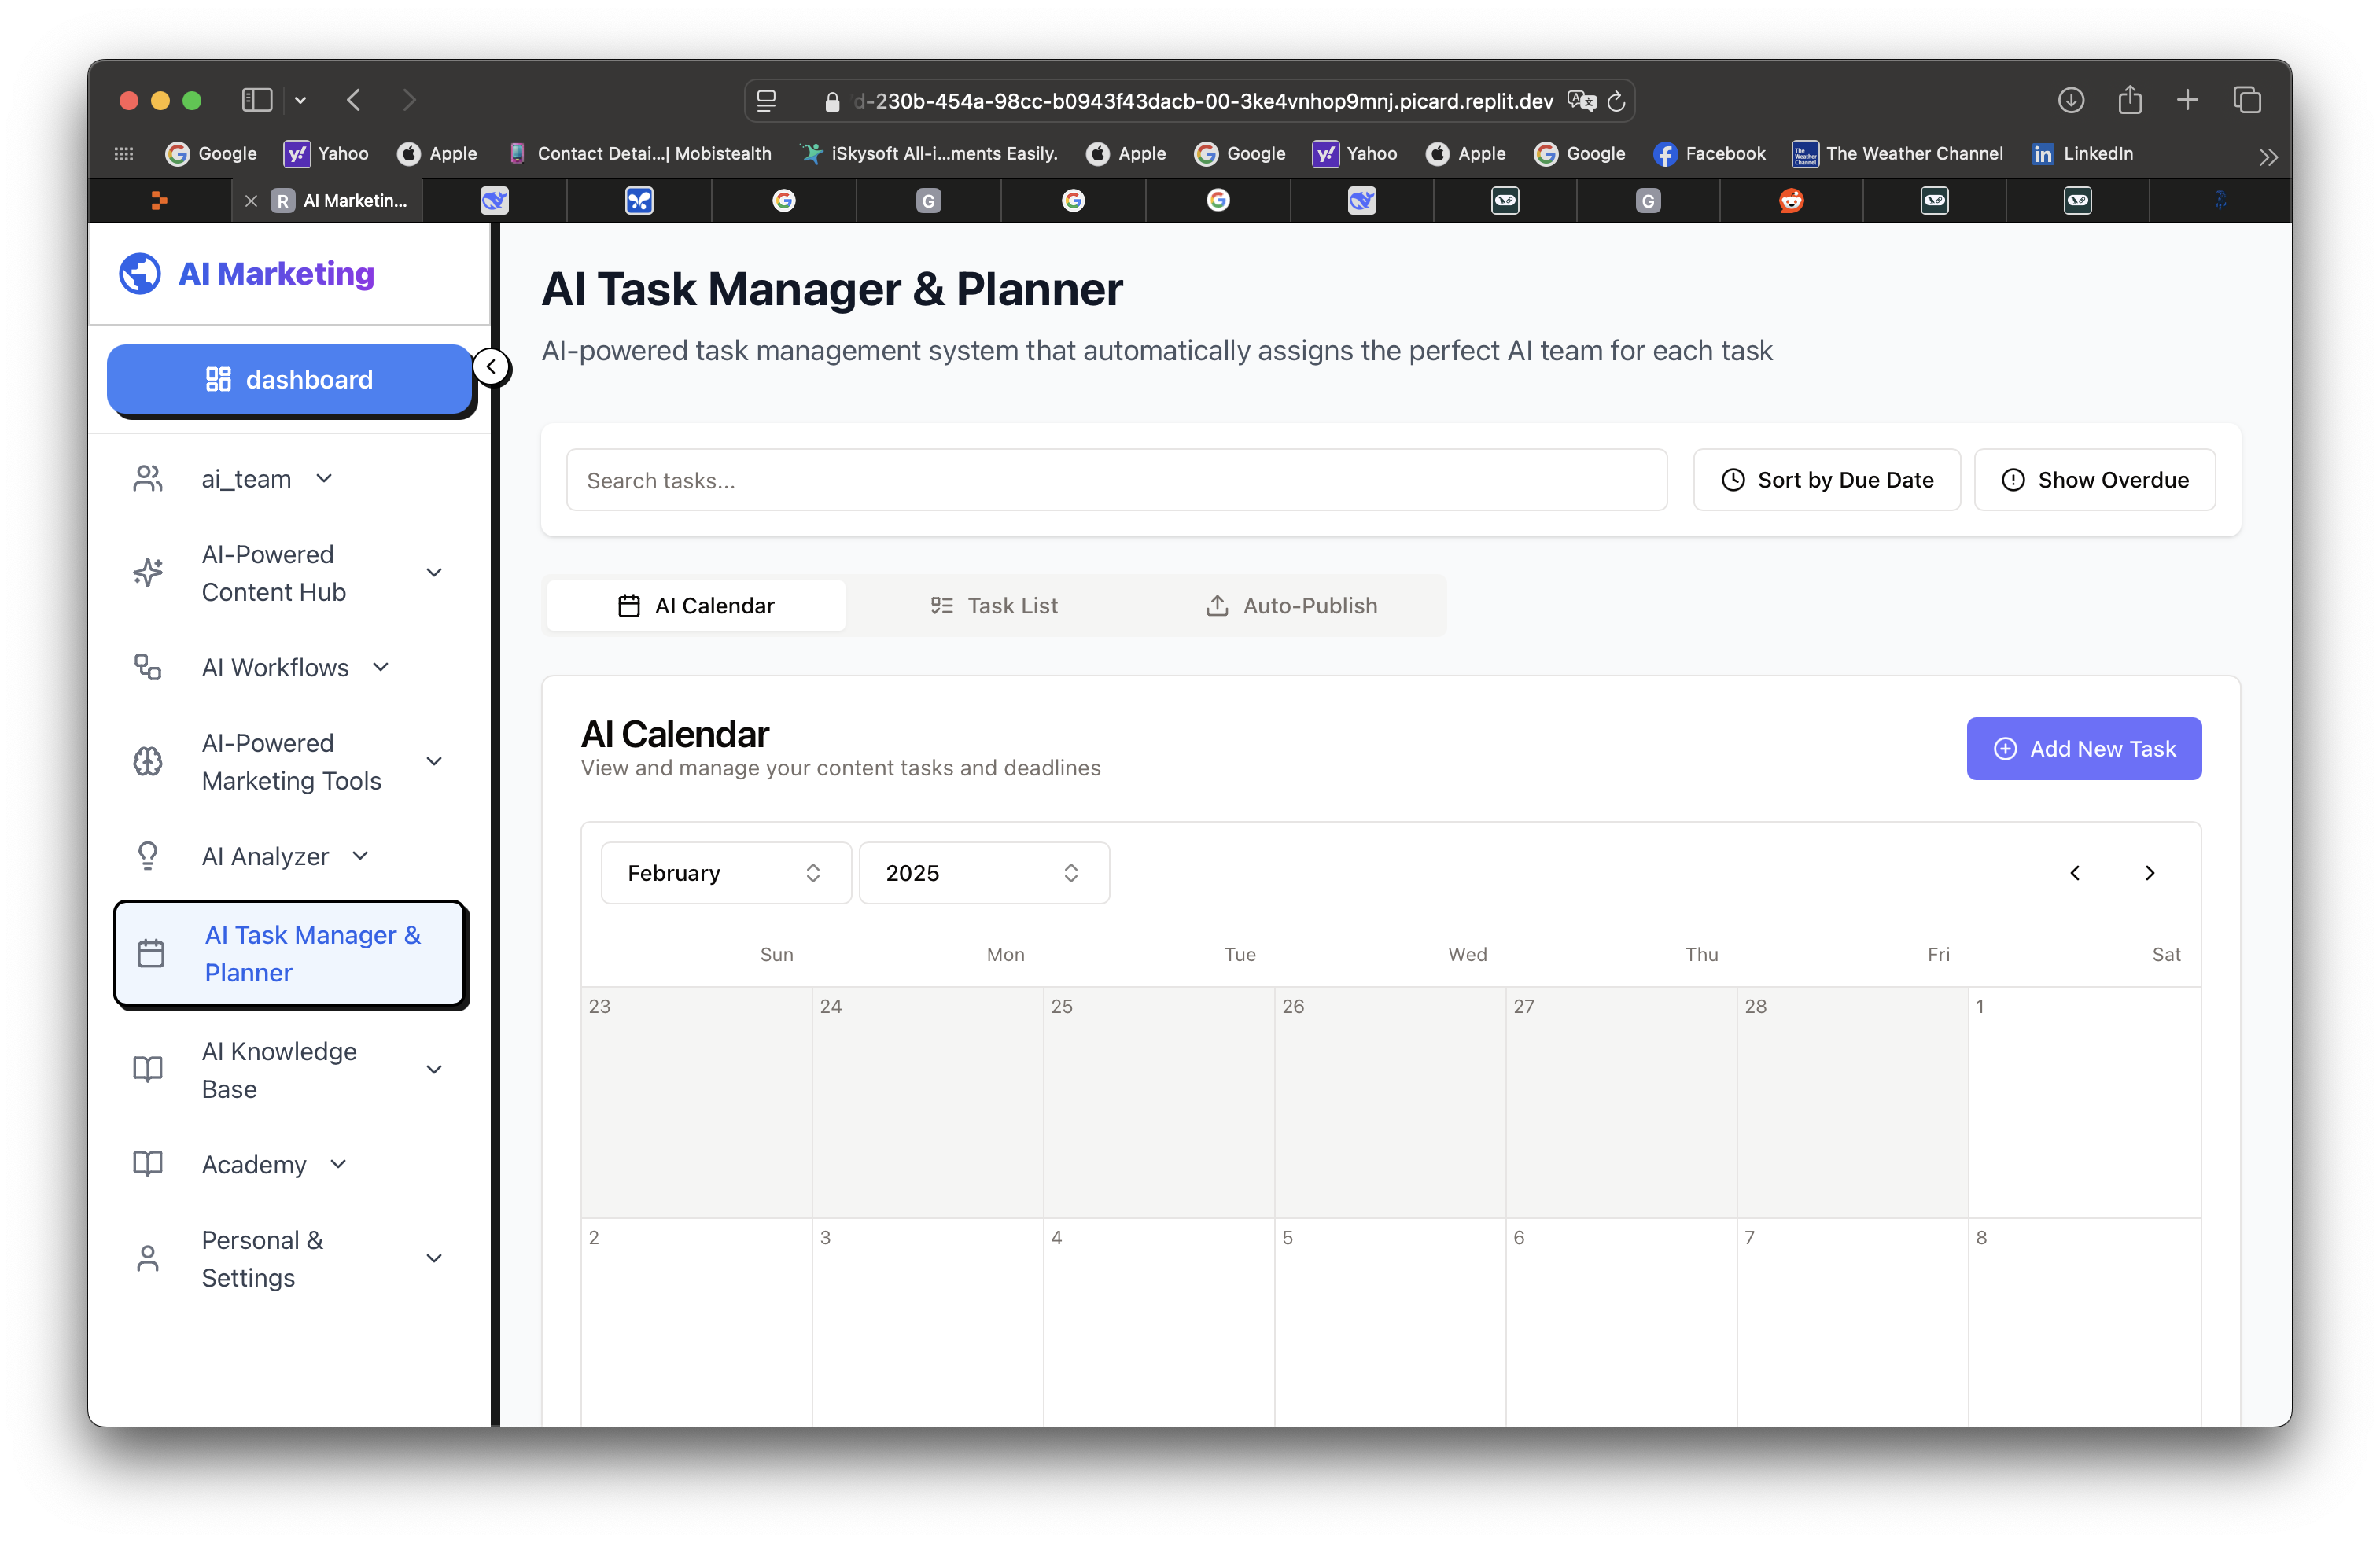 d-230b-454a-98cc-b0943f43dacb-00-3ke4vnhop9mnj.picard.replit.dev
Google
Yahoo
Apple
Contact Detai...| Mobistealth
iSkysoft All-i...ments Easily.
Apple
Google
Yahoo
Apple
Google
Facebook
The Weather Channel
LinkedIn
R AI Marketin...
G
G
AI Marketing
dashboard
ai_team
AI-Powered
Content Hub
AI Workflows
AI-Powered
Marketing Tools
AI Analyzer
AI Task Manager &
Planner
AI Knowledge
Base
Academy
Personal &
Settings
AI Task Manager & Planner
AI-powered task management system that automatically assigns the perfect AI team for each task
Search tasks...
Sort by Due Date
Show Overdue
AI Calendar
Task List
Auto-Publish
AI Calendar
View and manage your content tasks and deadlines
Add New Task
February
2025
Sun Mon Tue Wed Thu Fri Sat
23 24 25 26 27 28 1
2 3 4 5 6 7 8